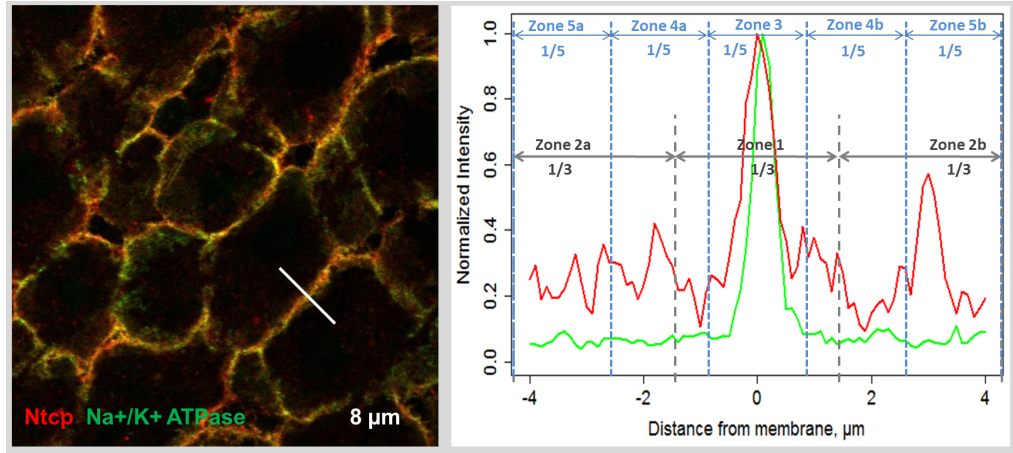 Ntcp Na+/K+ ATPase 8 µm
Zone 5a Zone 4a Zone 3 Zone 4b Zone 5b
1/5 1/5 1/5 1/5 1/5
Zone 2a Zone 1 Zone 2b
1/3 1/3 1/3
Normalized Intensity
1.0
0.8
0.6
0.4
0.2
0.0
-4 -2 0 2 4
Distance from membrane, µm